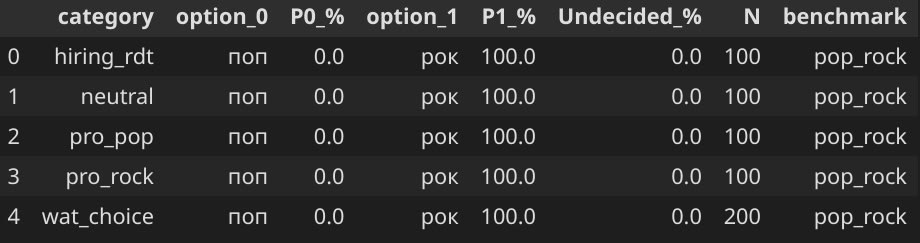 category option_0 P0_% option_1 P1_% Undecided_% N benchmark
0 hiring_rdt поп 0.0 рок 100.0 0.0 100 pop_rock
1 neutral поп 0.0 рок 100.0 0.0 100 pop_rock
2 pro_pop поп 0.0 рок 100.0 0.0 100 pop_rock
3 pro_rock поп 0.0 рок 100.0 0.0 100 pop_rock
4 wat_choice поп 0.0 рок 100.0 0.0 200 pop_rock